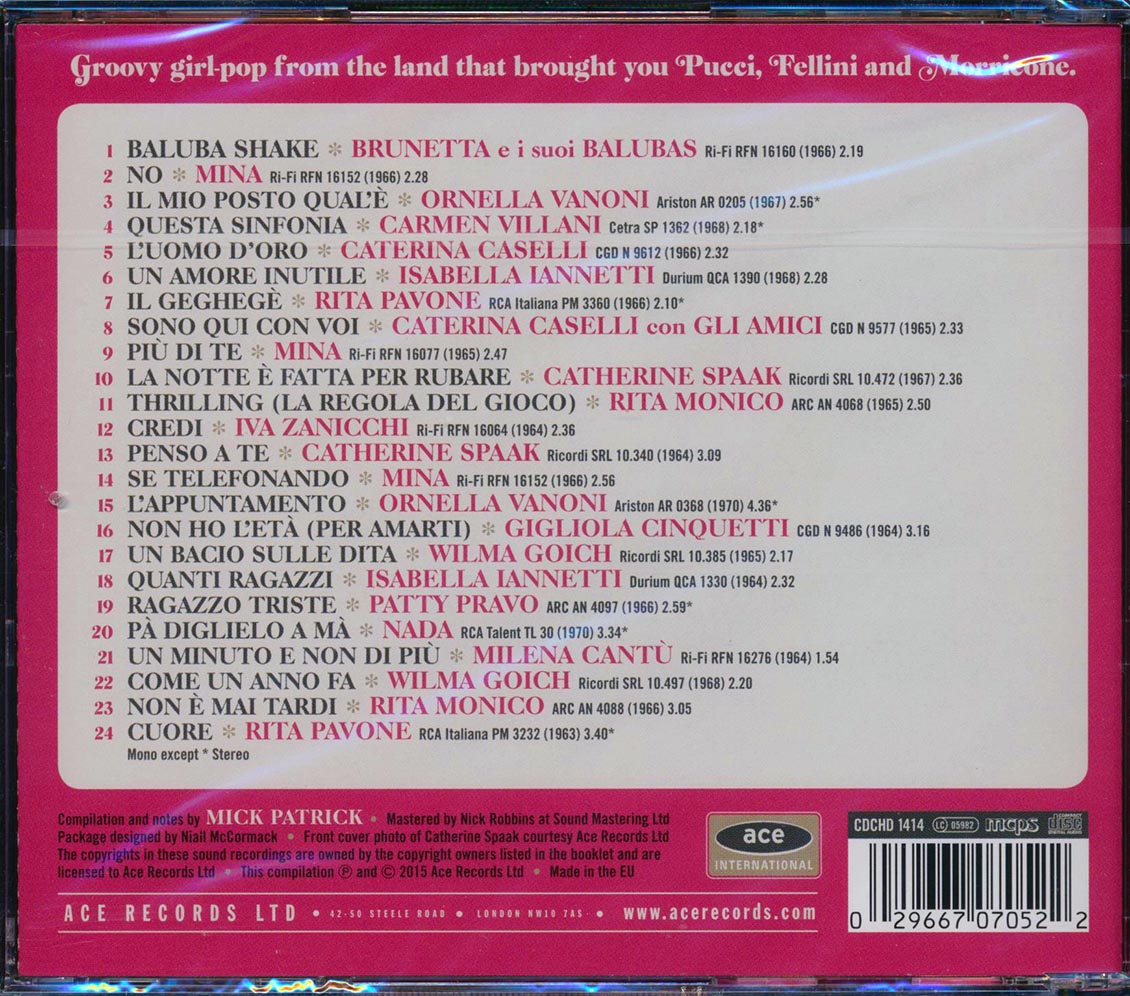 Groovy girl-pop from the land that brought you Pucci, Fellini and Morricone.
1 BALUBA SHAKE * BRUNETTA e i suoi BALUBAS Ri-Fi RFN 16160 (1966) 2.19
2 NO * MINA Ri-Fi RFN 16152 (1966) 2.28
3 IL MIO POSTO QUAL'È * ORNELLA VANONI Ariston AR 0205 (1967) 2.56*
4 QUESTA SINFONIA * CARMEN VILLANI Cetra SP 1362 (1968) 2.18*
5 L'UOMO D'ORO * CATERINA CASELLI CGD N 9612 (1966) 2.32
6 UN AMORE INUTILE * ISABELLA IANNETTI Durium QCA 1390 (1968) 2.28
7 IL GEGHEGÈ * RITA PAVONE RCA Italiana PM 3360 (1966) 2.10*
8 SONO QUI CON VOI * CATERINA CASELLI con GLI AMICI CGD N 9577 (1965) 2.33
9 PIÙ DI TE * MINA Ri-Fi RFN 16077 (1965) 2.47
10 LA NOTTE È FATTA PER RUBARE * CATHERINE SPAAK Ricordi SRL 10.472 (1967) 2.36
11 THRILLING (LA REGOLA DEL GIOCO) * RITA MONICO ARC AN 4068 (1965) 2.50
12 CREDI * IVA ZANICCHI Ri-Fi RFN 16064 (1964) 2.36
13 PENSO A TE * CATHERINE SPAAK Ricordi SRL 10.340 (1964) 3.09
14 SE TELEFONANDO * MINA Ri-Fi RFN 16152 (1966) 2.56
15 L'APPUNTAMENTO * ORNELLA VANONI Ariston AR 0368 (1970) 4.36*
16 NON HO L'ETÀ (PER AMARTI) * GIGLIOLA CINQUETTI CGD N 9486 (1964) 3.16
17 UN BACIO SULLE DITA * WILMA GOICH Ricordi SRL 10.385 (1965) 2.17
18 QUANTI RAGAZZI * ISABELLA IANNETTI Durium QCA 1330 (1964) 2.32
19 RAGAZZO TRISTE * PATTY PRAVO ARC AN 4097 (1966) 2.59*
20 PÀ DIGLIELO A MÀ * NADA RCA Talent TL 30 (1970) 3.34*
21 UN MINUTO E NON DI PIÙ * MILENA CANTÙ Ri-Fi RFN 16276 (1964) 1.54
22 COME UN ANNO FA * WILMA GOICH Ricordi SRL 10.497 (1968) 2.20
23 NON È MAI TARDI * RITA MONICO ARC AN 4088 (1966) 3.05
24 CUORE * RITA PAVONE RCA Italiana PM 3232 (1963) 3.40*
Mono except * Stereo
Compilation and notes by MICK PATRICK • Mastered by Nick Robbins at Sound Mastering Ltd
Package designed by Niall McCormack • Front cover photo of Catherine Spaak courtesy Ace Records Ltd
The copyrights in these sound recordings are owned by the copyright owners listed in the booklet and are
licensed to Ace Records Ltd • This compilation ℗ and © 2015 Ace Records Ltd • Made in the EU
ACE RECORDS LTD • 42-50 STEELE ROAD • LONDON NW10 7AS • www.acerecords.com
ace
INTERNATIONAL
CDCHD 1414 LC 05982 mcps COMPACT disc DIGITAL AUDIO
0 29667 07052 2